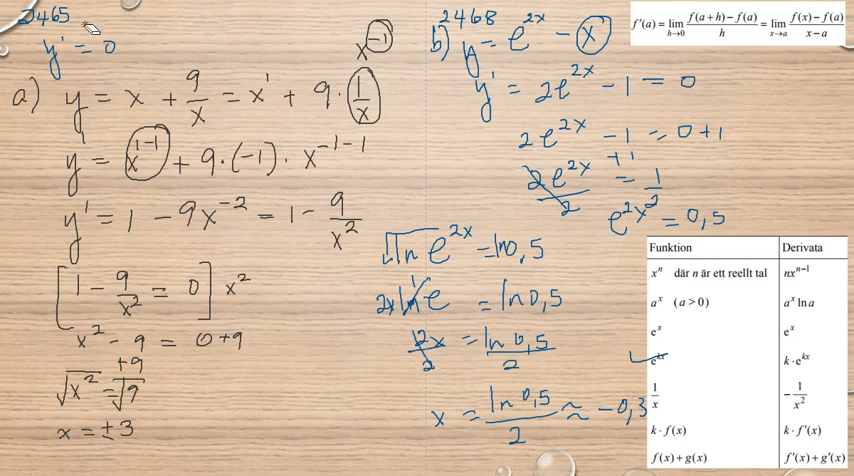 2465
y' = 0
a) y = x + 9/x = x¹ + 9 · 1/x
x⁻¹
y' = x¹⁻¹ + 9·(-1) · x⁻¹⁻¹
y' = 1 - 9x⁻² = 1 - 9/x²
[1 - 9/x² = 0] x²
x² - 9 = 0 +9
+9
√x² = √9
x = ±3
2468
b) y = e²ˣ - x
y' = 2e²ˣ - 1 = 0
2e²ˣ - 1 = 0 + 1
+1
2e²ˣ/2 = 1/2
e²ˣ = 0,5
ln e²ˣ = ln 0,5
2x ln e = ln 0,5
1
2x/2 = ln 0,5/2
x = ln 0,5/2 ≈ -0,3
f'(a) = lim h→0 (f(a+h) – f(a))/h = lim x→a (f(x) – f(a))/(x – a)
Funktion Derivata
xⁿ där n är ett reellt tal nxⁿ⁻¹
aˣ (a > 0) aˣ ln a
eˣ eˣ
eᵏˣ k · eᵏˣ
1/x -1/x²
k · f(x) k · f'(x)
f(x) + g(x) f'(x) + g'(x)